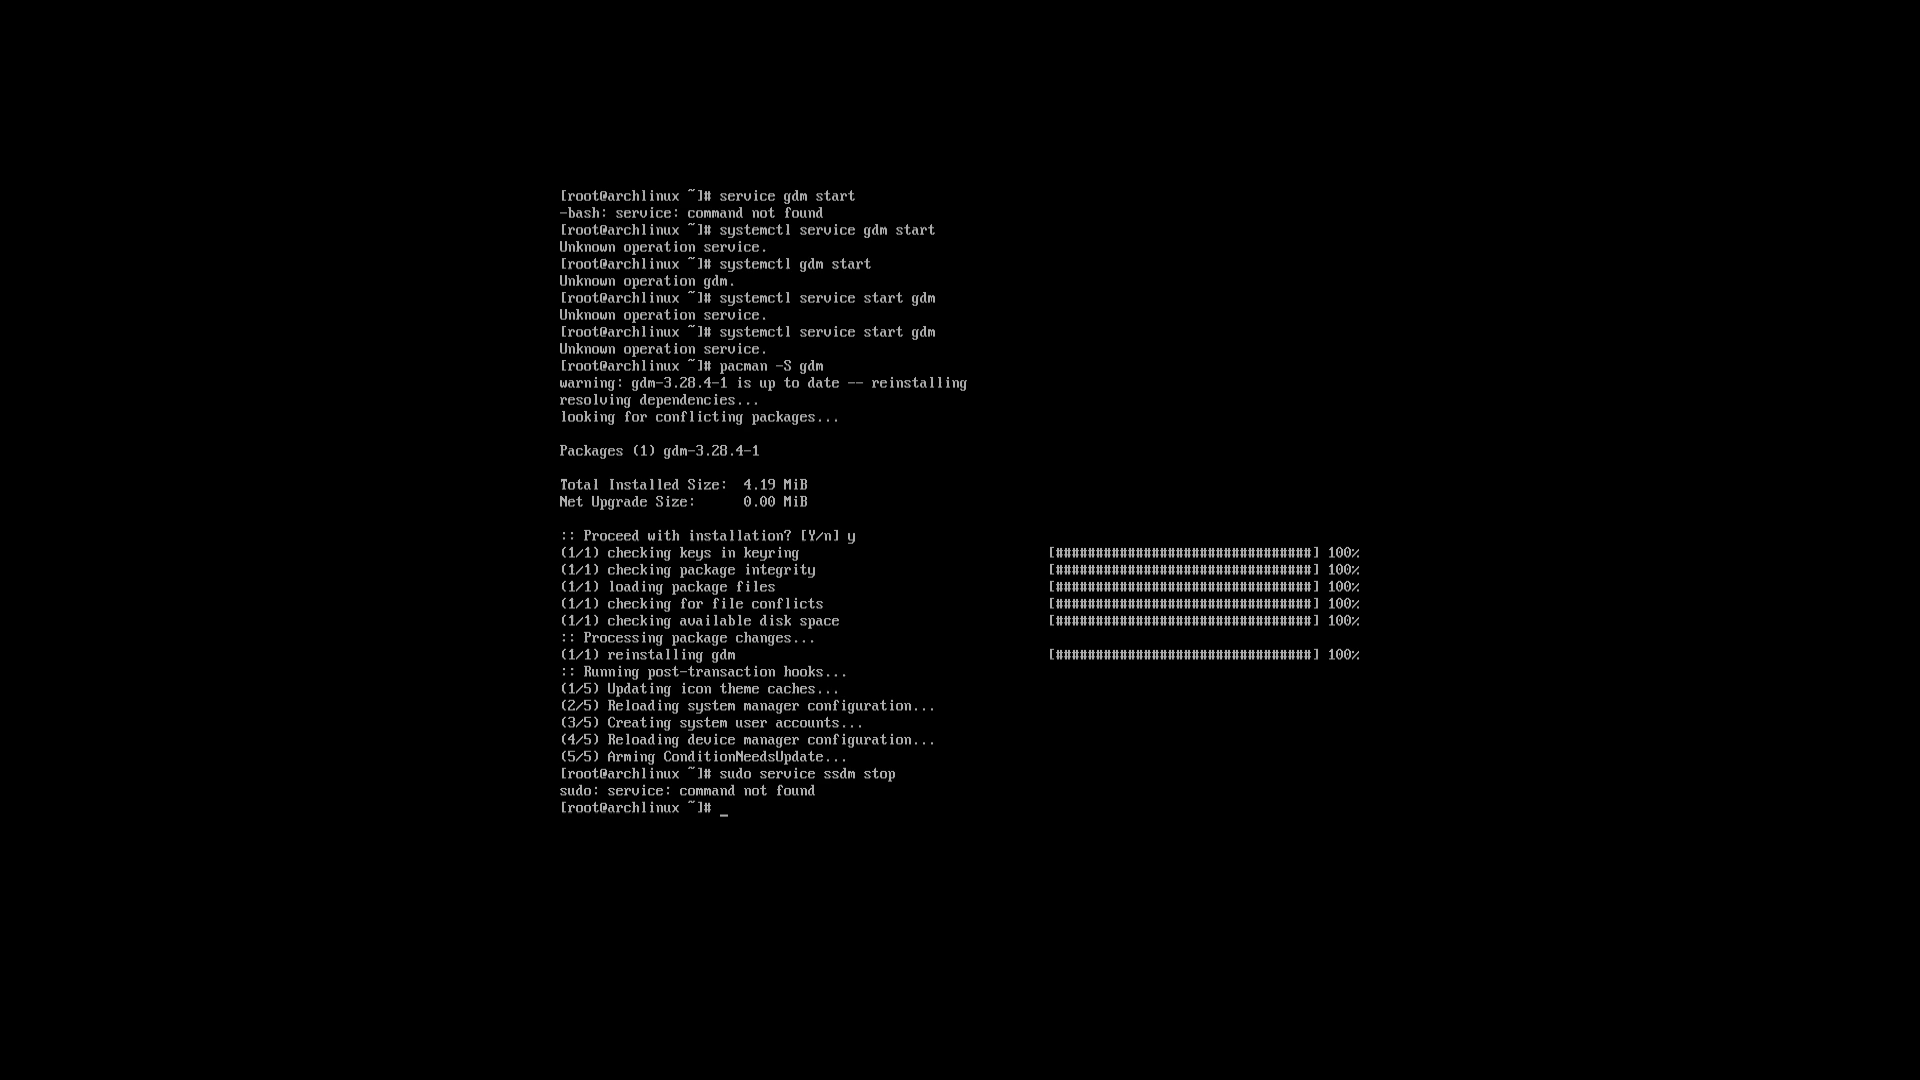 [root@archlinux ~]# service gdm start
-bash: service: command not found
[root@archlinux ~]# systemctl service gdm start
Unknown operation service.
[root@archlinux ~]# systemctl gdm start
Unknown operation gdm.
[root@archlinux ~]# systemctl service start gdm
Unknown operation service.
[root@archlinux ~]# systemctl service start gdm
Unknown operation service.
[root@archlinux ~]# pacman -S gdm
warning: gdm-3.28.4-1 is up to date -- reinstalling
resolving dependencies...
looking for conflicting packages...

Packages (1) gdm-3.28.4-1

Total Installed Size:  4.19 MiB
Net Upgrade Size:      0.00 MiB

:: Proceed with installation? [Y/n] y
(1/1) checking keys in keyring [################################] 100%
(1/1) checking package integrity [################################] 100%
(1/1) loading package files [################################] 100%
(1/1) checking for file conflicts [################################] 100%
(1/1) checking available disk space [################################] 100%
:: Processing package changes...
(1/1) reinstalling gdm [################################] 100%
:: Running post-transaction hooks...
(1/5) Updating icon theme caches...
(2/5) Reloading system manager configuration...
(3/5) Creating system user accounts...
(4/5) Reloading device manager configuration...
(5/5) Arming ConditionNeedsUpdate...
[root@archlinux ~]# sudo service ssdm stop
sudo: service: command not found
[root@archlinux ~]# _